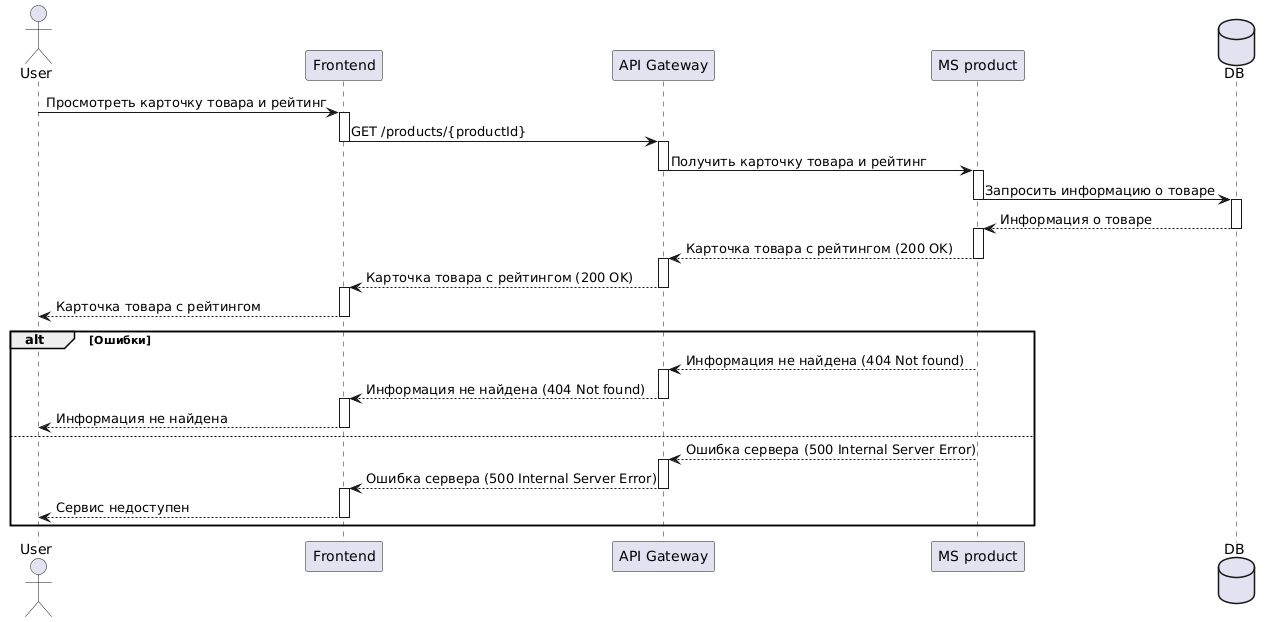 User
Frontend
API Gateway
MS product
DB
Просмотреть карточку товара и рейтинг
GET /products/{productId}
Получить карточку товара и рейтинг
Запросить информацию о товаре
Информация о товаре
Карточка товара с рейтингом (200 OK)
Карточка товара с рейтингом (200 OK)
Карточка товара с рейтингом
alt [Ошибки]
Информация не найдена (404 Not found)
Информация не найдена (404 Not found)
Информация не найдена
Ошибка сервера (500 Internal Server Error)
Ошибка сервера (500 Internal Server Error)
Сервис недоступен
User
Frontend
API Gateway
MS product
DB